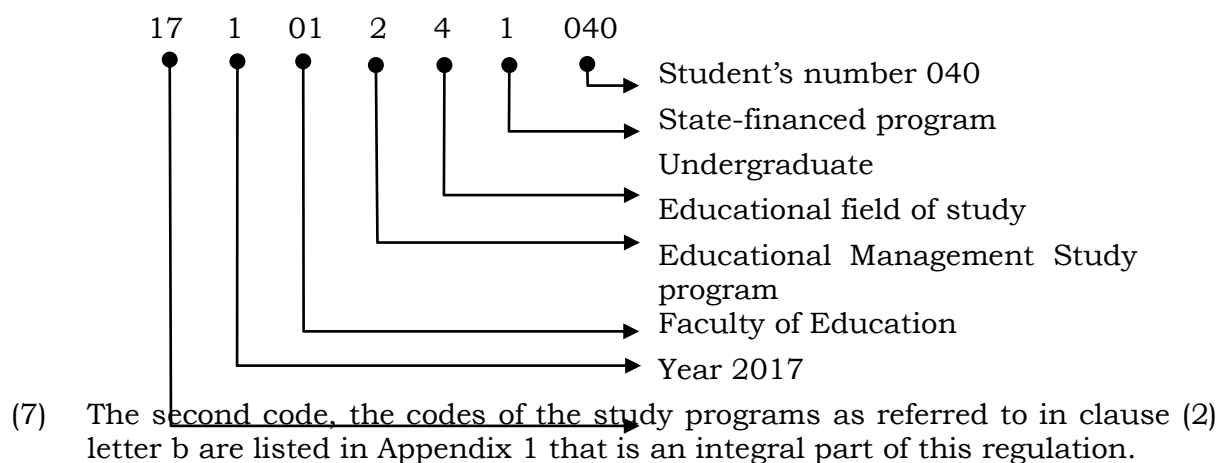 17 1 01 2 4 1 040
Student's number 040
State-financed program
Undergraduate
Educational field of study
Educational Management Study
program
Faculty of Education
Year 2017
(7) The second code, the codes of the study programs as referred to in clause (2)
letter b are listed in Appendix 1 that is an integral part of this regulation.